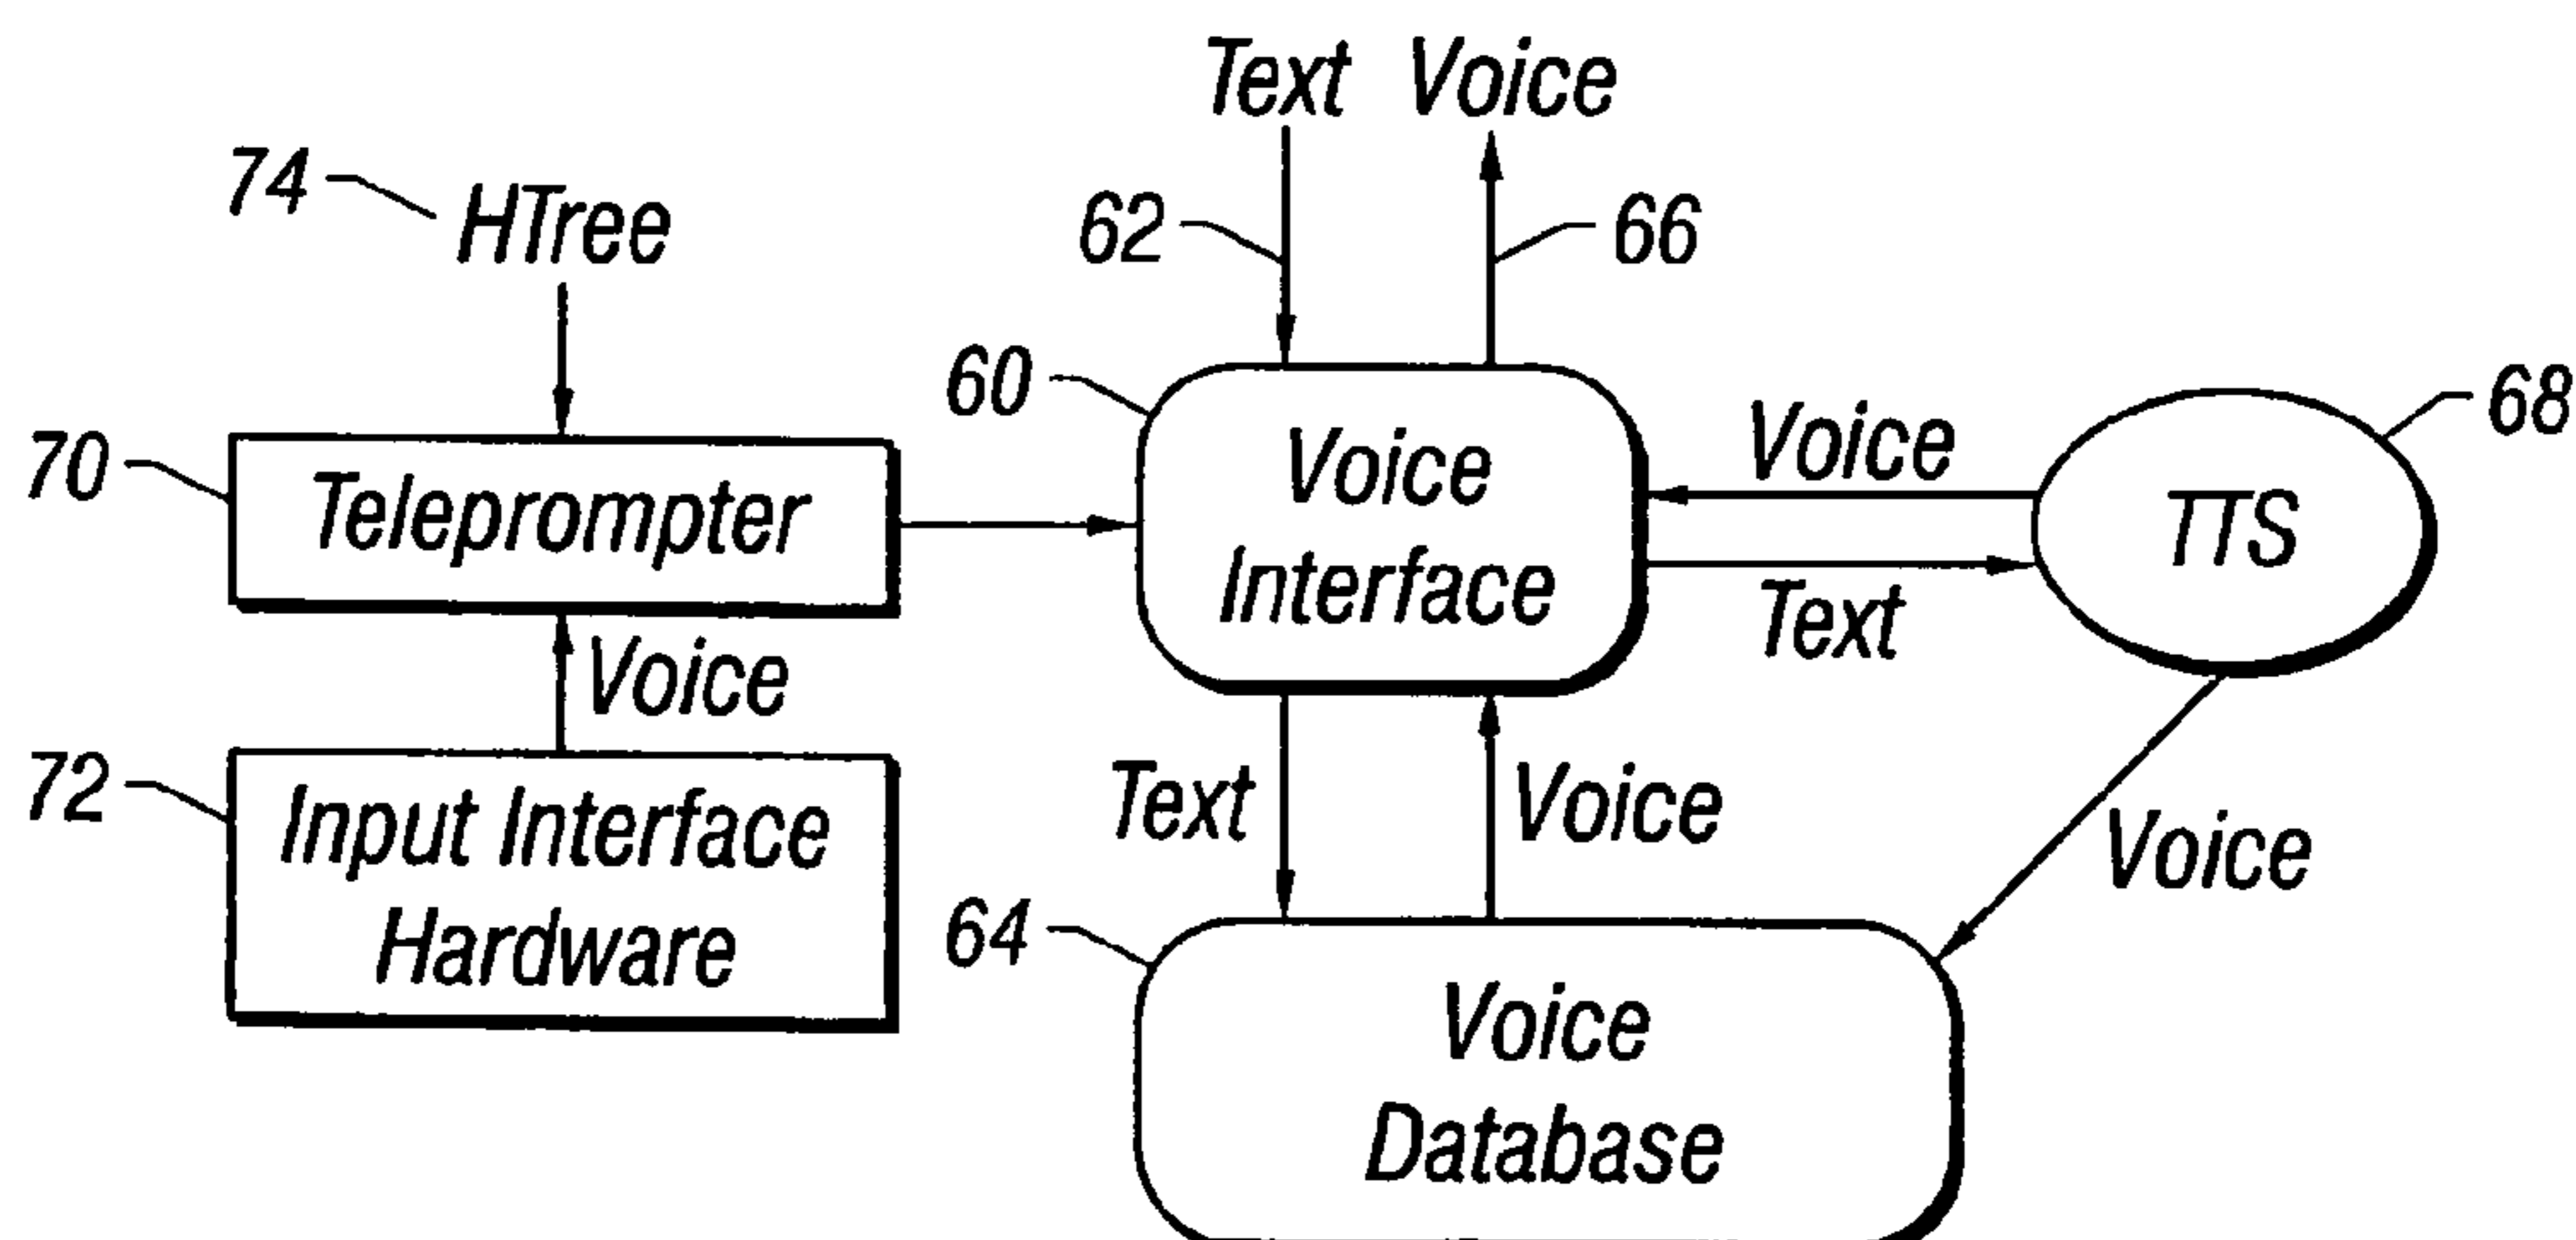 Text Voice
74 HTree
62
66
60
68
70
Teleprompter
Voice
Interface
Voice
TTS
Text
Voice
72
Input Interface
Hardware
Text
Voice
Voice
64
Voice
Database